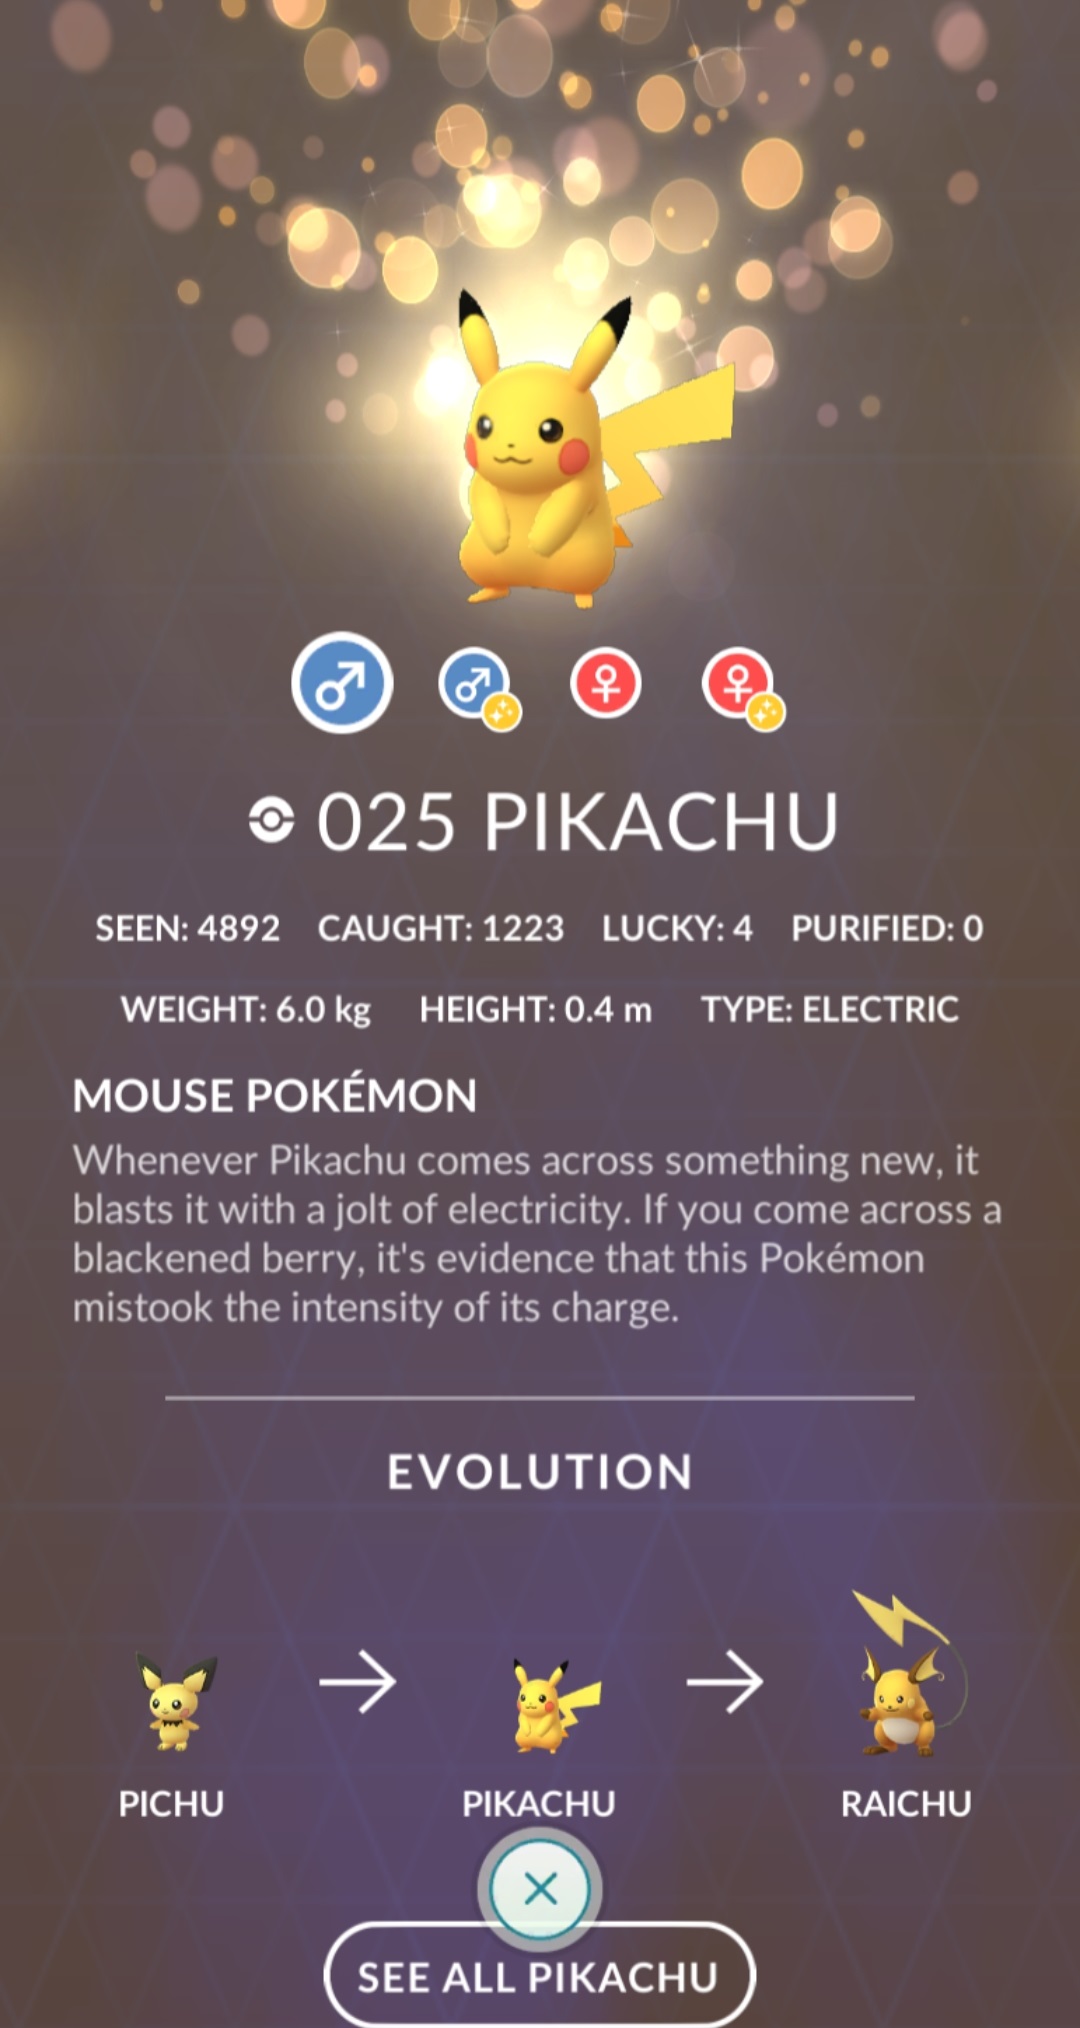 025 PIKACHU
SEEN: 4892 CAUGHT: 1223 LUCKY: 4 PURIFIED: 0
WEIGHT: 6.0 kg HEIGHT: 0.4 m TYPE: ELECTRIC
MOUSE POKÉMON
Whenever Pikachu comes across something new, it
blasts it with a jolt of electricity. If you come across a
blackened berry, it's evidence that this Pokémon
mistook the intensity of its charge.
EVOLUTION
PICHU PIKACHU RAICHU
SEE ALL PIKACHU